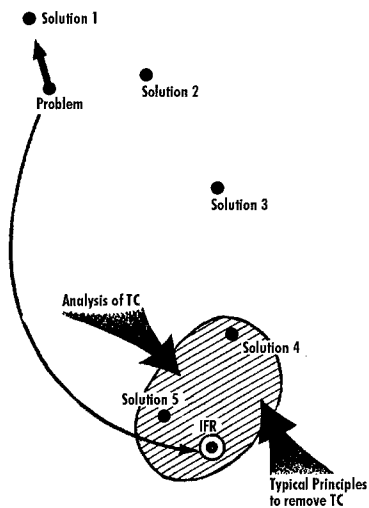 Solution 1
Problem
Solution 2
Solution 3
Analysis of TC
Solution 4
Solution 5
IFR
Typical Principles
to remove TC